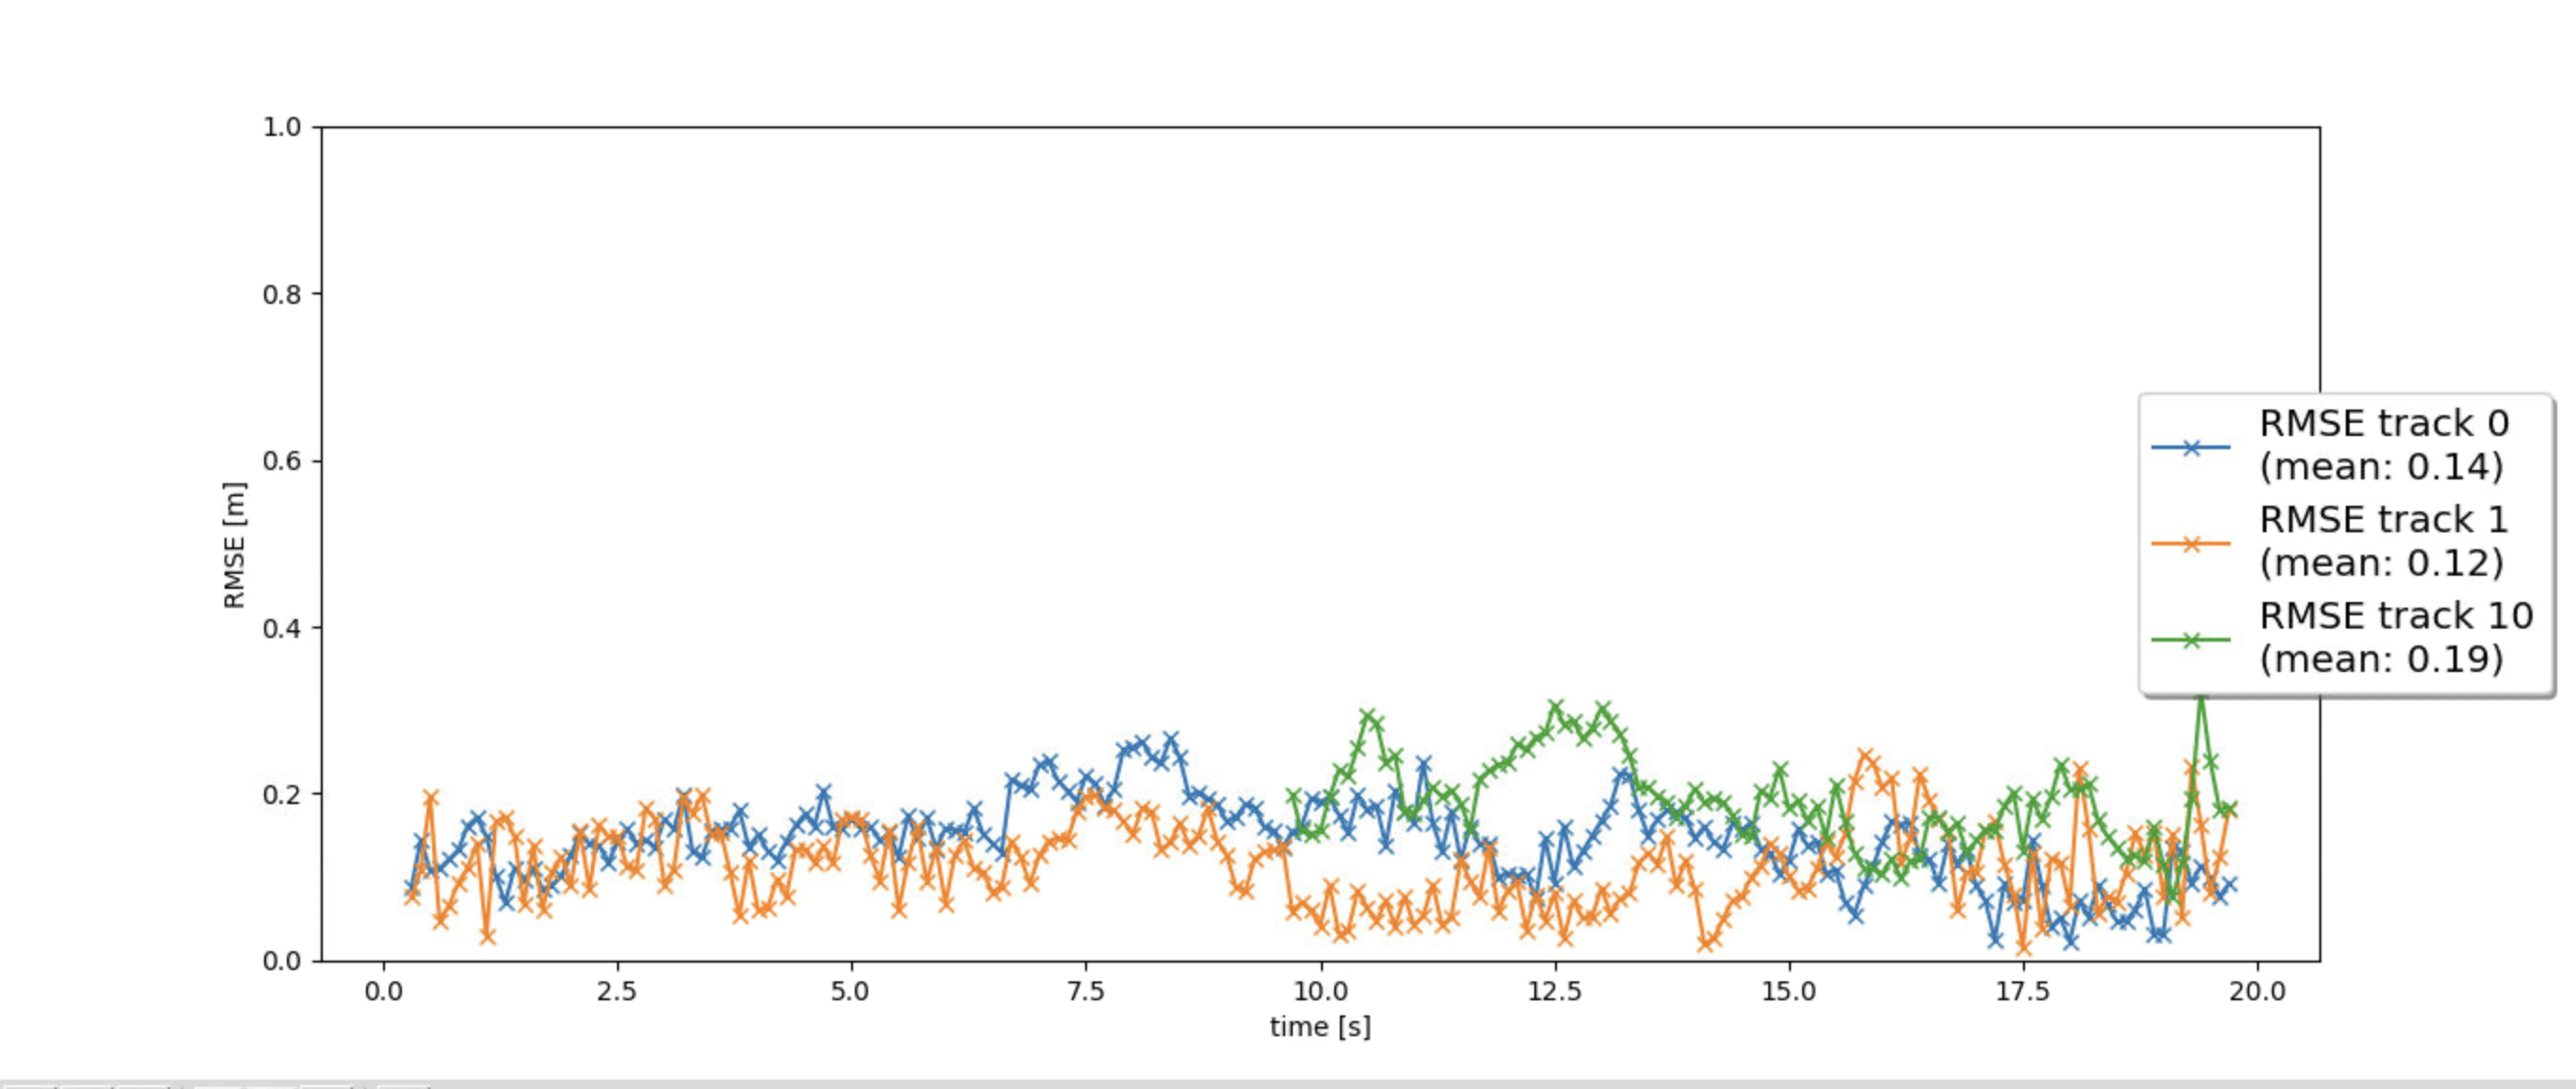 1.0
0.8
0.6
0.4
0.2
0.0
RMSE [m]
0.0 2.5 5.0 7.5 10.0 12.5 15.0 17.5 20.0
time [s]
RMSE track 0
(mean: 0.14)
RMSE track 1
(mean: 0.12)
RMSE track 10
(mean: 0.19)